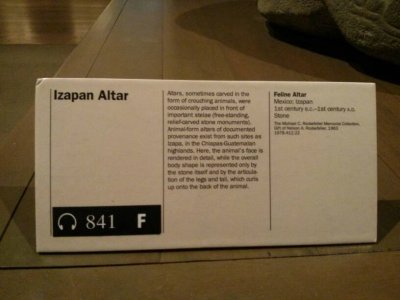 Izapan Altar
Altars, sometimes carved in the
form of crouching animals, were
occasionally placed in front of
important stelae (free-standing,
relief-carved stone monuments).
Animal-form altars of documented
provenance exist from such sites as
Izapa, in the Chiapas-Guatemalan
highlands. Here, the animal's face is
rendered in detail, while the overall
body shape is represented only by
the stone itself and by the articula-
tion of the legs and tail, which curls
up onto the back of the animal.
Feline Altar
Mexico; Izapan
1st century B.C.–1st century A.D.
Stone
The Michael C. Rockefeller Memorial Collection,
Gift of Nelson A. Rockefeller, 1963
1978.412.12
841 F